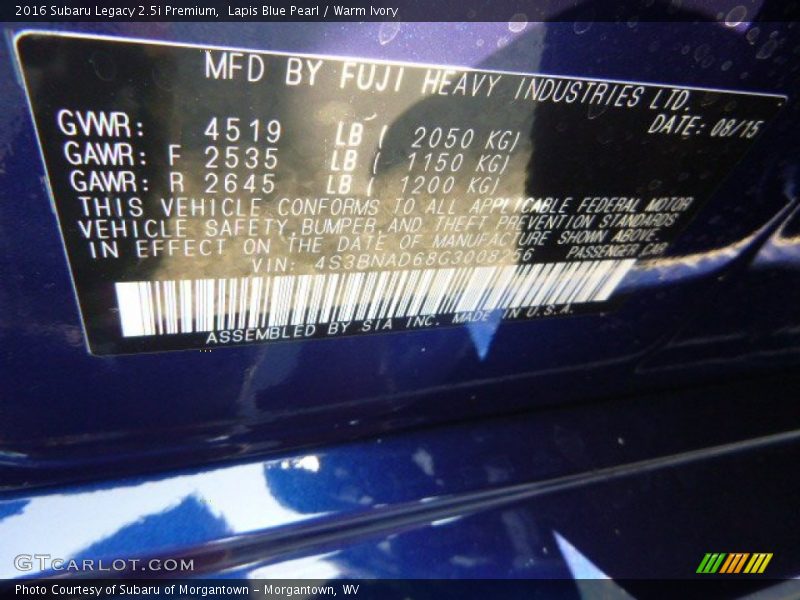 2016 Subaru Legacy 2.5i Premium,  Lapis Blue Pearl / Warm Ivory
MFD BY FUJI HEAVY INDUSTRIES LTD.
DATE: 08/15
GVWR: 4519 LB ( 2050 KG)
GAWR: F 2535 LB ( 1150 KG)
GAWR: R 2645 LB ( 1200 KG)
THIS VEHICLE CONFORMS TO ALL APPLICABLE FEDERAL MOTOR
VEHICLE SAFETY, BUMPER, AND THEFT PREVENTION STANDARDS
IN EFFECT ON THE DATE OF MANUFACTURE SHOWN ABOVE.
VIN: 4S3BNAD68G3008256 PASSENGER CAR
ASSEMBLED BY SIA INC. MADE IN U.S.A.
GTCarLot.com
Photo Courtesy of Subaru of Morgantown - Morgantown, WV